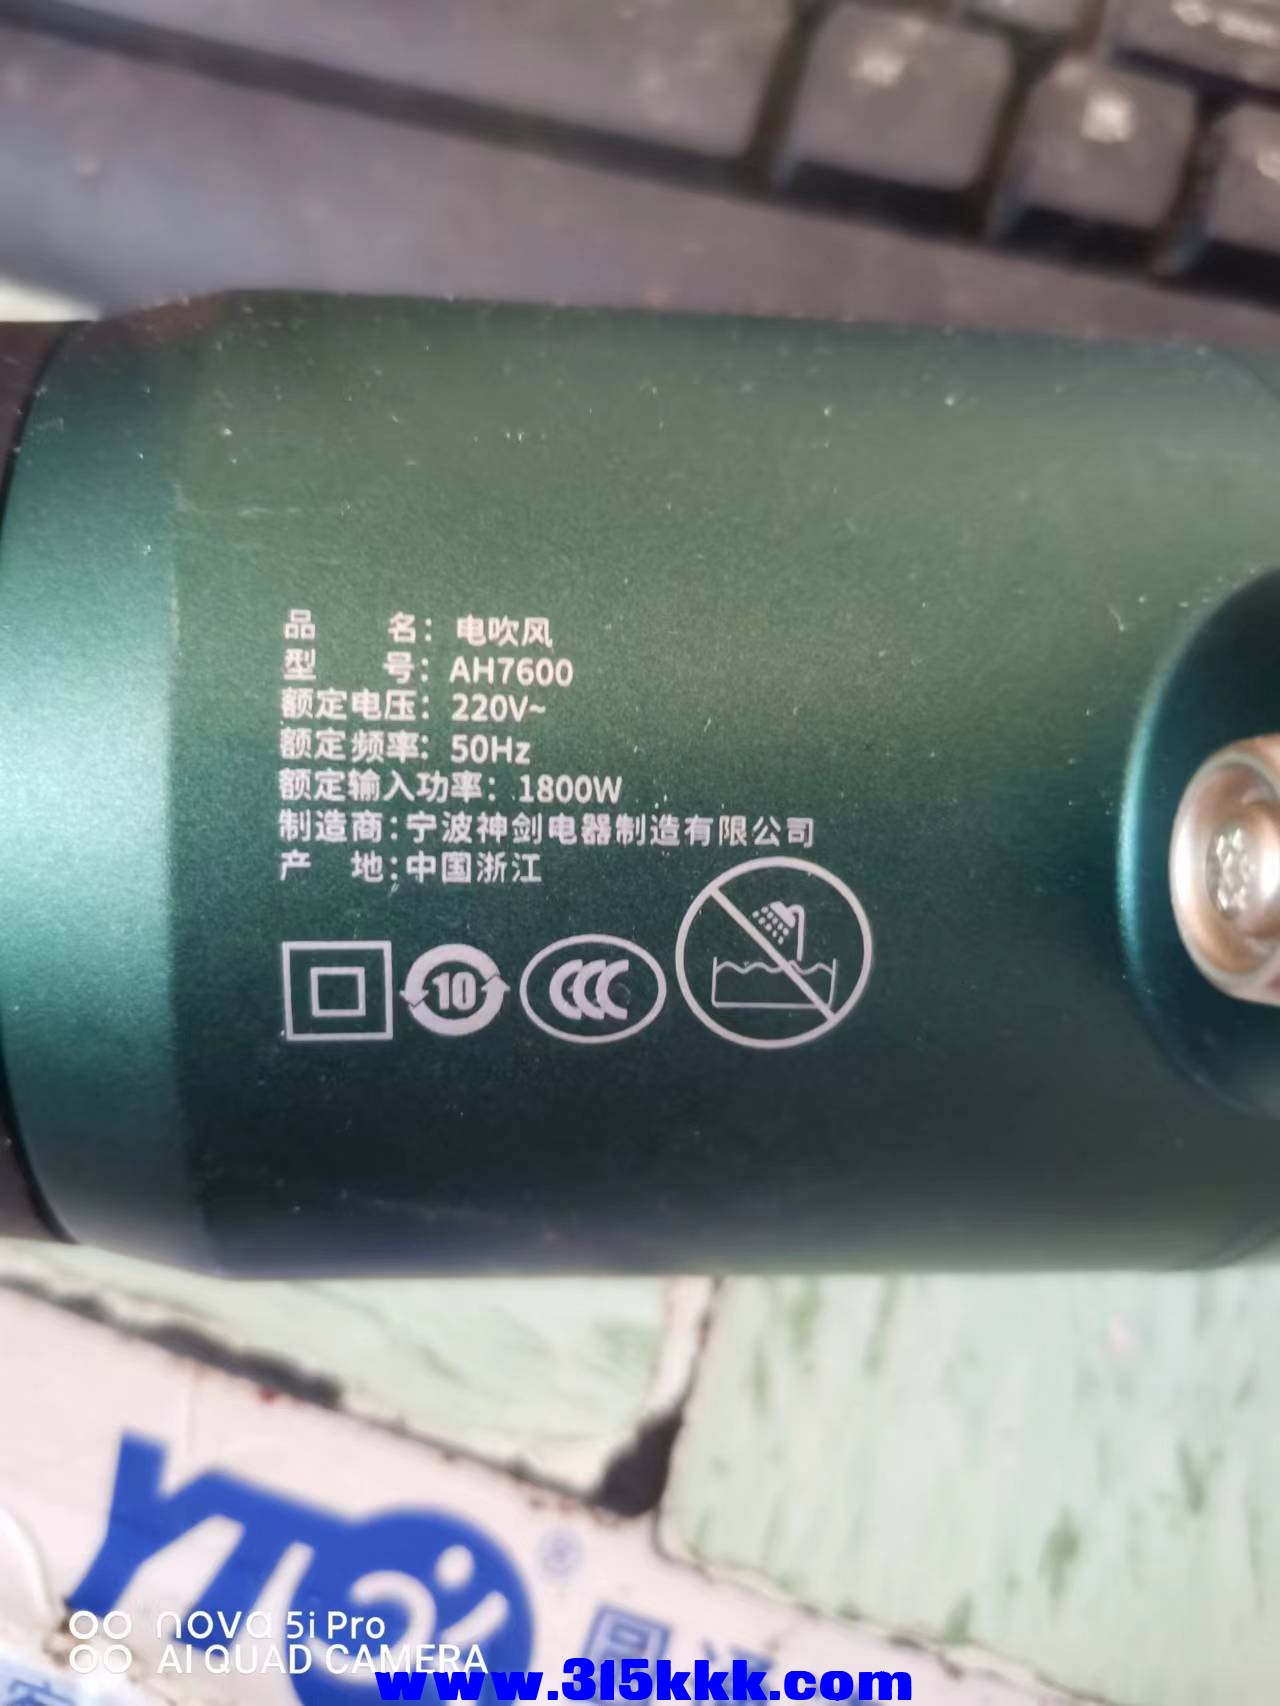 品 名：电吹风
型 号：AH7600
额定电压：220V~
额定频率：50Hz
额定输入功率：1800W
制造商：宁波神剑电器制造有限公司
产 地：中国浙江
10
CCC
®
nova 5i Pro
AI QUAD CAMERA
www.315kkk.com